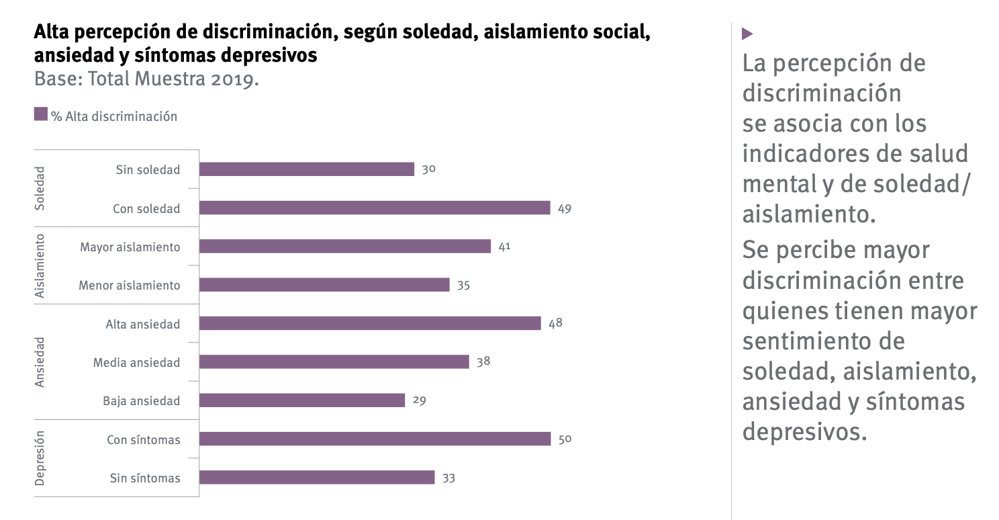 Alta percepción de discriminación, según soledad, aislamiento social,
ansiedad y síntomas depresivos
Base: Total Muestra 2019.
% Alta discriminación
Soledad
Sin soledad 30
Con soledad 49
Aislamiento
Mayor aislamiento 41
Menor aislamiento 35
Ansiedad
Alta ansiedad 48
Media ansiedad 38
Baja ansiedad 29
Depresión
Con síntomas 50
Sin síntomas 33
La percepción de
discriminación
se asocia con los
indicadores de salud
mental y de soledad/
aislamiento.
Se percibe mayor
discriminación entre
quienes tienen mayor
sentimiento de
soledad, aislamiento,
ansiedad y síntomas
depresivos.